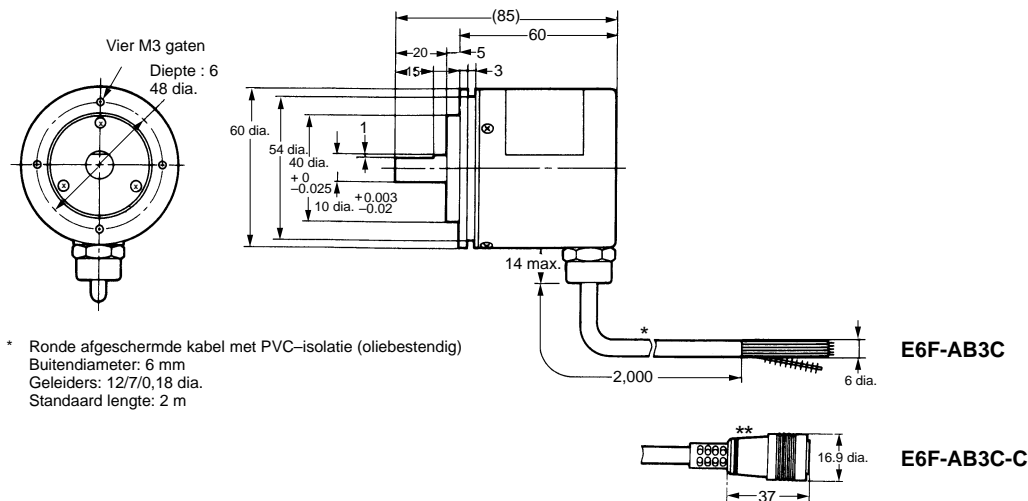 (85)
60
20
5
15
3
Vier M3 gaten
Diepte : 6
48 dia.
60 dia.
54 dia.
1
40 dia.
+ 0
–0.025
10 dia.
+0.003
–0.02
14 max.
*
2,000
6 dia.
E6F-AB3C
* Ronde afgeschermde kabel met PVC–isolatie (oliebestendig)
Buitendiameter: 6 mm
Geleiders: 12/7/0,18 dia.
Standaard lengte: 2 m
**
16.9 dia.
37
E6F-AB3C-C